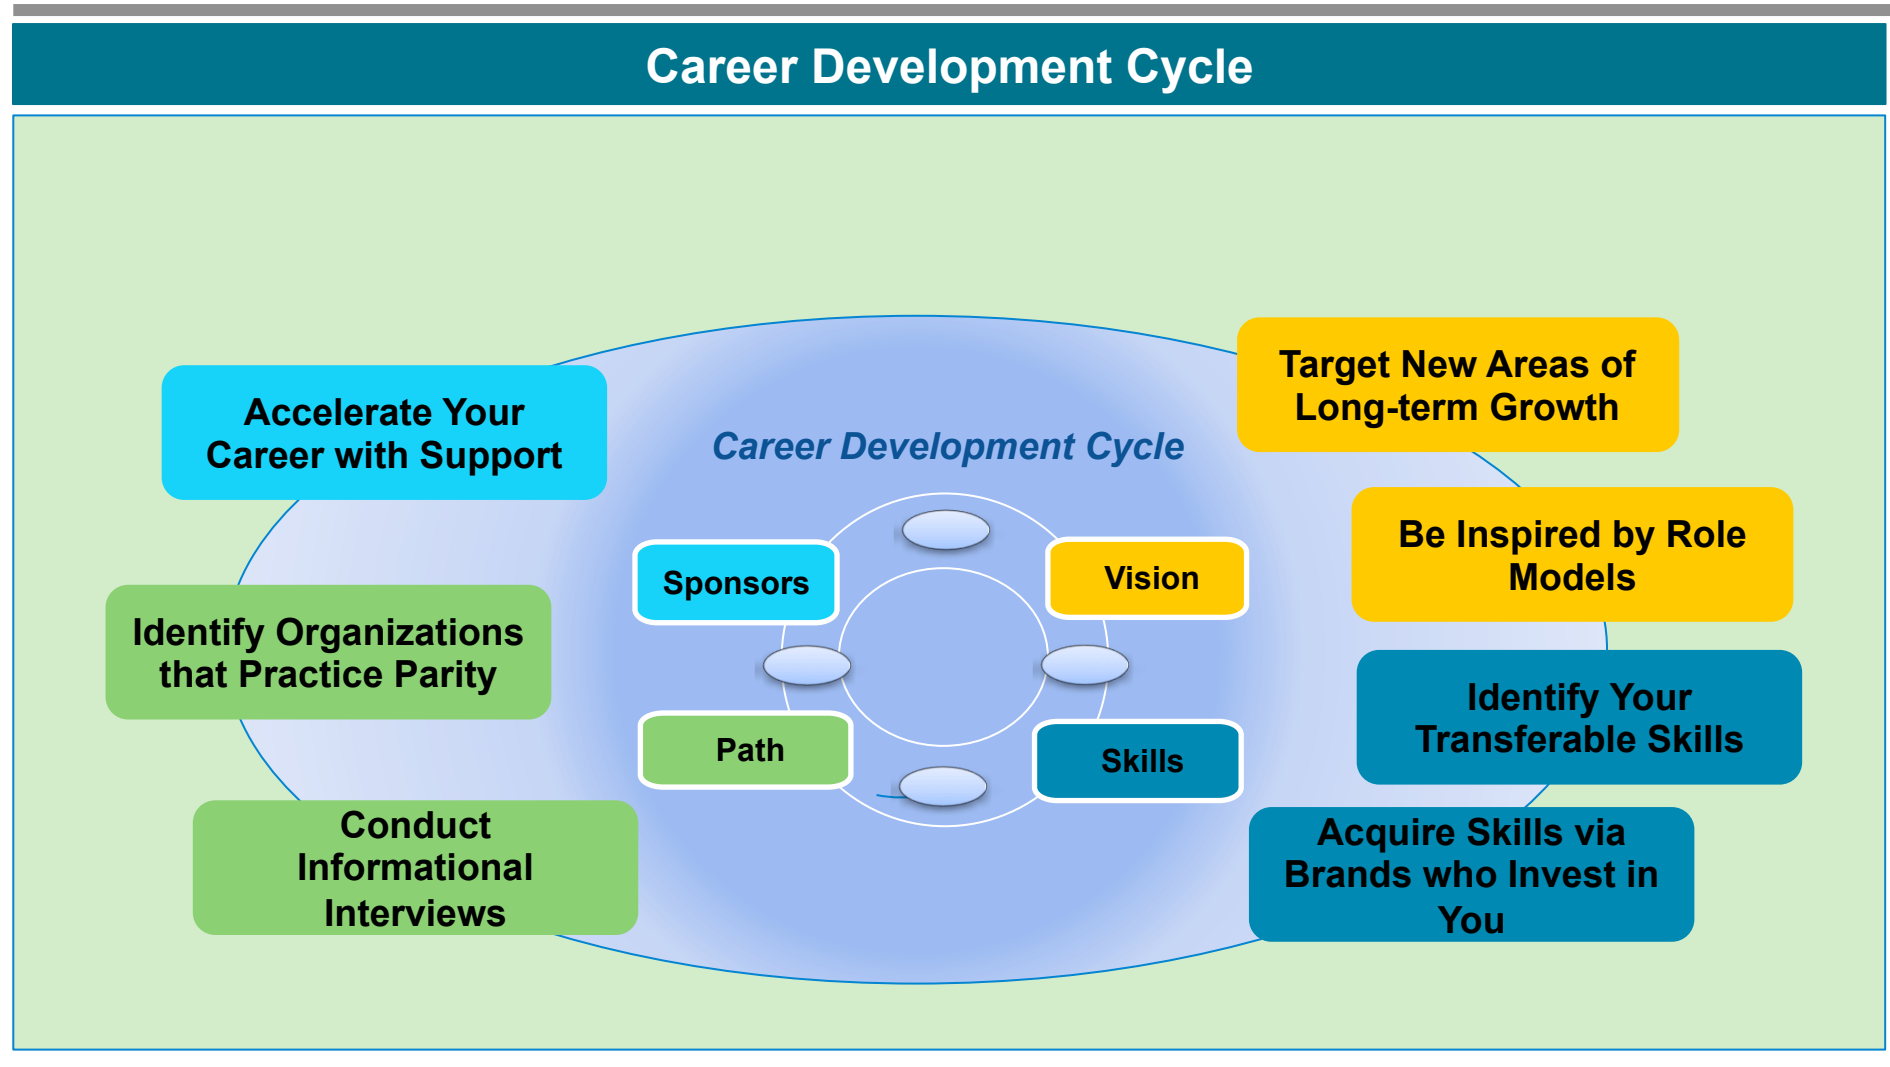 Career Development Cycle
Target New Areas of
Long-term Growth
Accelerate Your
Career with Support
Career Development Cycle
Be Inspired by Role
Models
Sponsors
Vision
Identify Organizations
that Practice Parity
Identify Your
Transferable Skills
Path
Skills
Conduct
Informational
Interviews
Acquire Skills via
Brands who Invest in
You